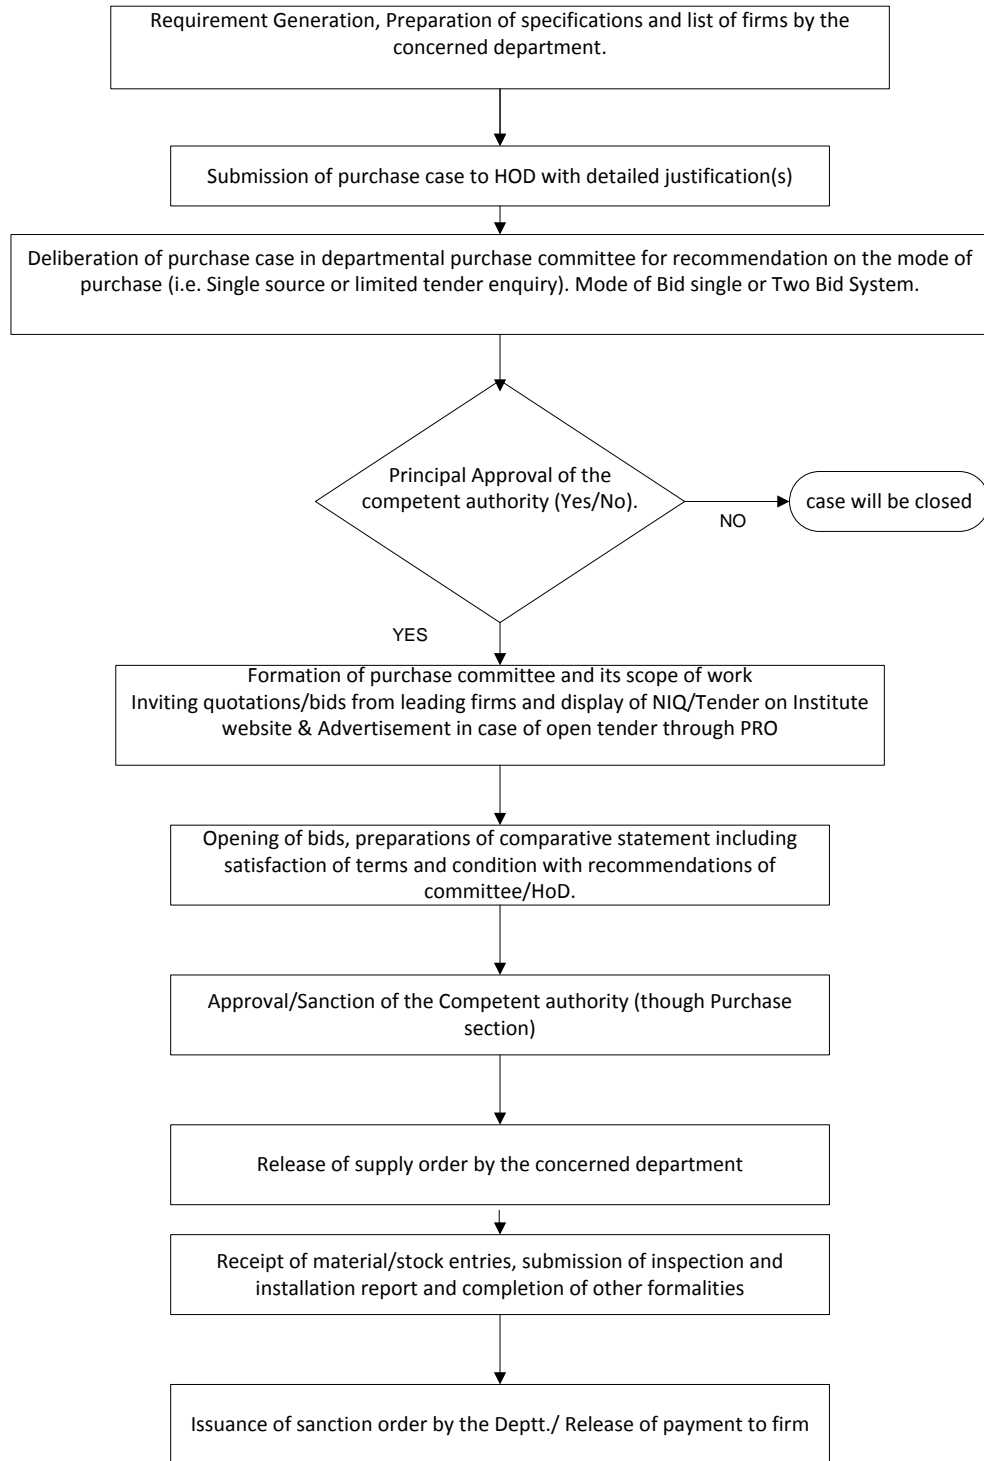 Requirement Generation, Preparation of specifications and list of firms by the
concerned department.
Submission of purchase case to HOD with detailed justification(s)
Deliberation of purchase case in departmental purchase committee for recommendation on the mode of
purchase (i.e. Single source or limited tender enquiry). Mode of Bid single or Two Bid System.
Principal Approval of the
competent authority (Yes/No).
NO
case will be closed
YES
Formation of purchase committee and its scope of work
Inviting quotations/bids from leading firms and display of NIQ/Tender on Institute
website & Advertisement in case of open tender through PRO
Opening of bids, preparations of comparative statement including
satisfaction of terms and condition with recommendations of
committee/HoD.
Approval/Sanction of the Competent authority (though Purchase
section)
Release of supply order by the concerned department
Receipt of material/stock entries, submission of inspection and
installation report and completion of other formalities
Issuance of sanction order by the Deptt./ Release of payment to firm